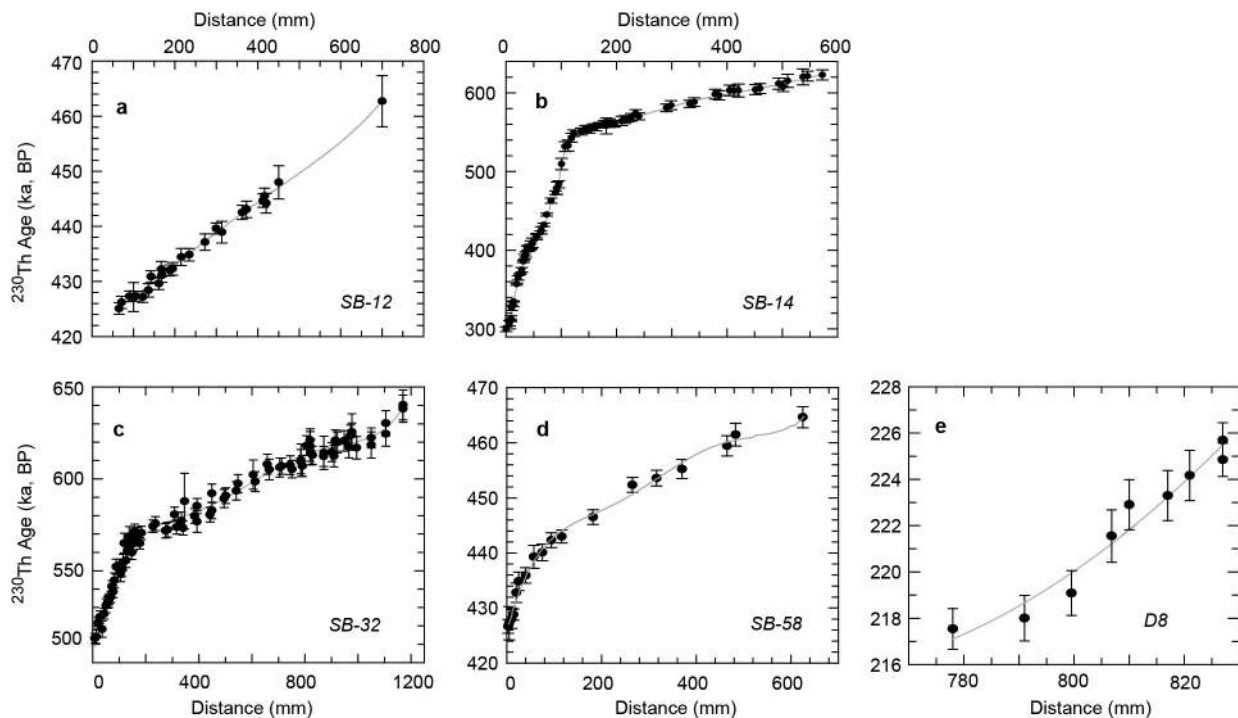 Distance (mm)
0 200 400 600 800
230Th Age (ka, BP)
470
460
450
440
430
420
a
SB-12
Distance (mm)
0 200 400 600
600
500
400
300
b
SB-14
230Th Age (ka, BP)
650
600
550
500
c
SB-32
0 400 800 1200
Distance (mm)
470
460
450
440
430
420
d
SB-58
0 200 400 600
Distance (mm)
228
226
224
222
220
218
216
e
D8
780 800 820
Distance (mm)